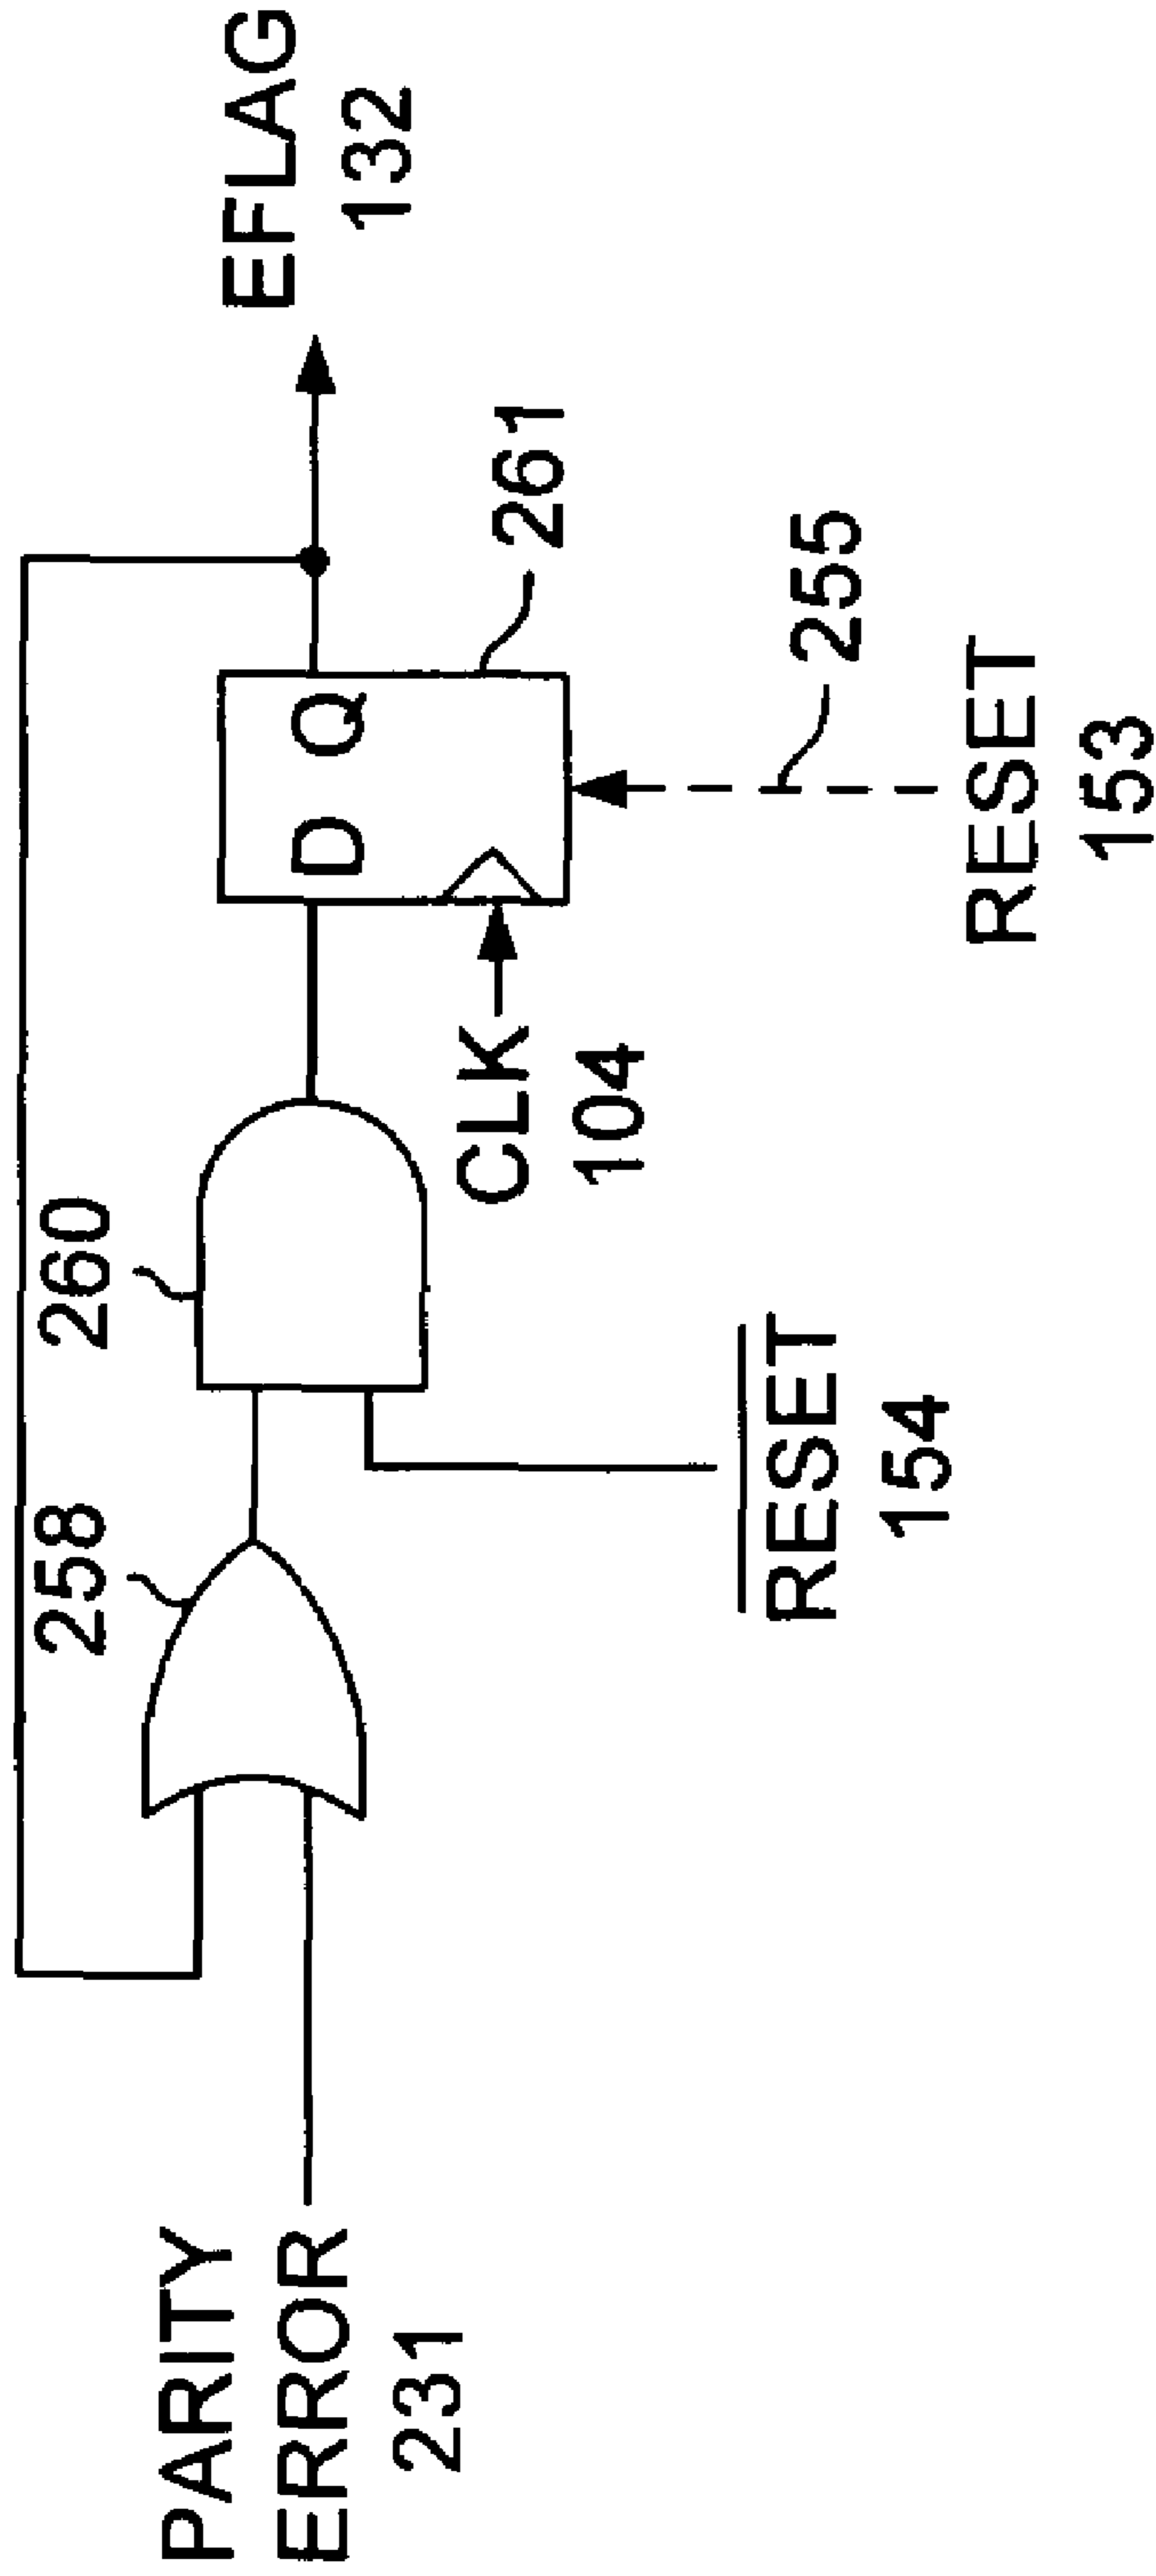 PARITY
ERROR
231
258
260
RESET
154
CLK
104
D Q
261
255
RESET
153
EFLAG
132